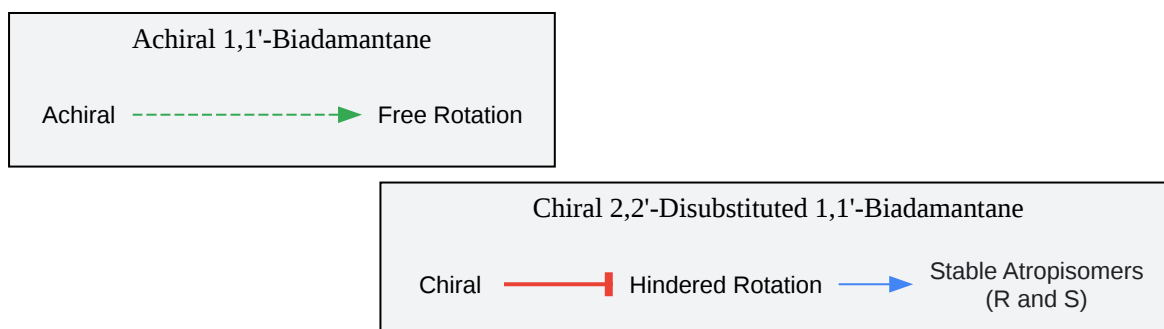 Achiral 1,1'-Biadamantane
Achiral
Free Rotation
Chiral 2,2'-Disubstituted 1,1'-Biadamantane
Chiral
Hindered Rotation
Stable Atropisomers
(R and S)